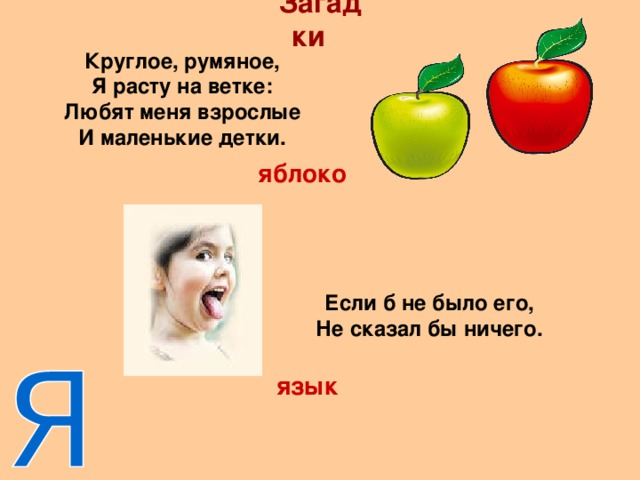 Загад
ки
Круглое, румяное,
Я расту на ветке:
Любят меня взрослые
И маленькие детки.
яблоко
Если б не было его,
Не сказал бы ничего.
язык
Я